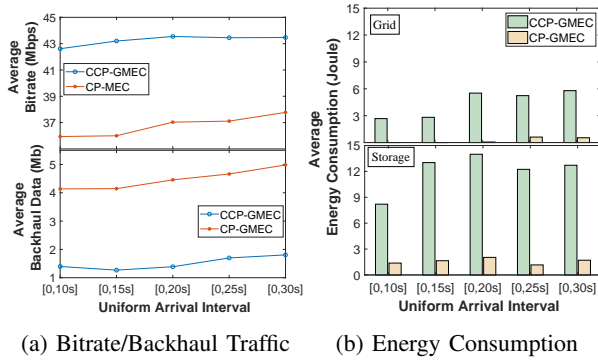 Average
Bitrate (Mbps)
45
43
41
39
37
35
CCP-GMEC
CP-MEC
Average
Backhaul Data (Mb)
5
4
3
2
1
CCP-GMEC
CP-GMEC
[0,10s] [0,15s] [0,20s] [0,25s] [0,30s]
Uniform Arrival Interval
(a) Bitrate/Backhaul Traffic
Average
Energy Consumption (Joule)
Grid
15
12
9
6
3
CCP-GMEC
CP-GMEC
Storage
15
12
9
6
3
0
[0,10s] [0,15s] [0,20s] [0,25s] [0,30s]
Uniform Arrival Interval
(b) Energy Consumption